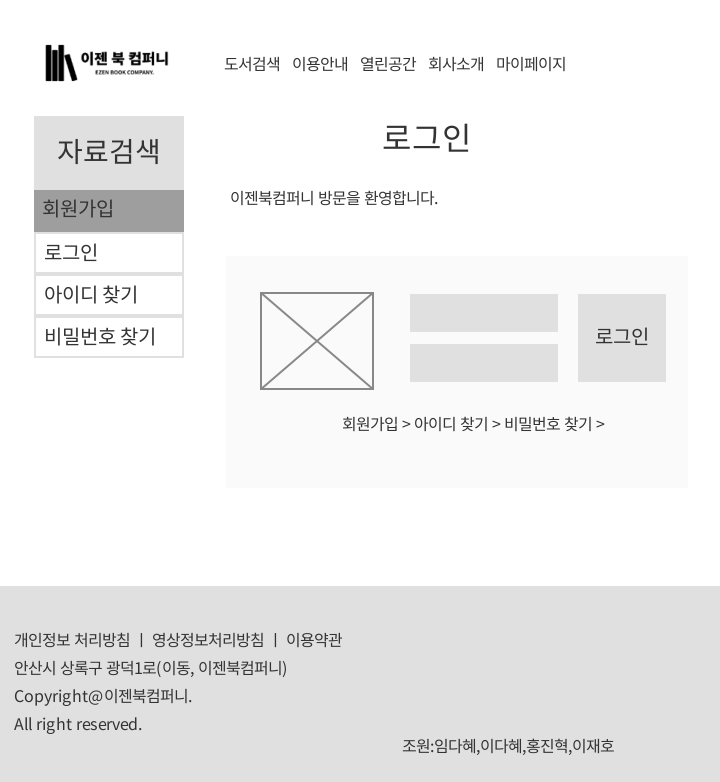 이젠 북 컴퍼니
EZEN BOOK COMPANY.
도서검색 이용안내 열린공간 회사소개 마이페이지
자료검색
회원가입
로그인
아이디 찾기
비밀번호 찾기
로그인
이젠북컴퍼니 방문을 환영합니다.
로그인
회원가입 > 아이디 찾기 > 비밀번호 찾기 >
개인정보 처리방침 ㅣ 영상정보처리방침 ㅣ 이용약관
안산시 상록구 광덕1로(이동, 이젠북컴퍼니)
Copyright@이젠북컴퍼니.
All right reserved.
조원:임다혜,이다혜,홍진혁,이재호